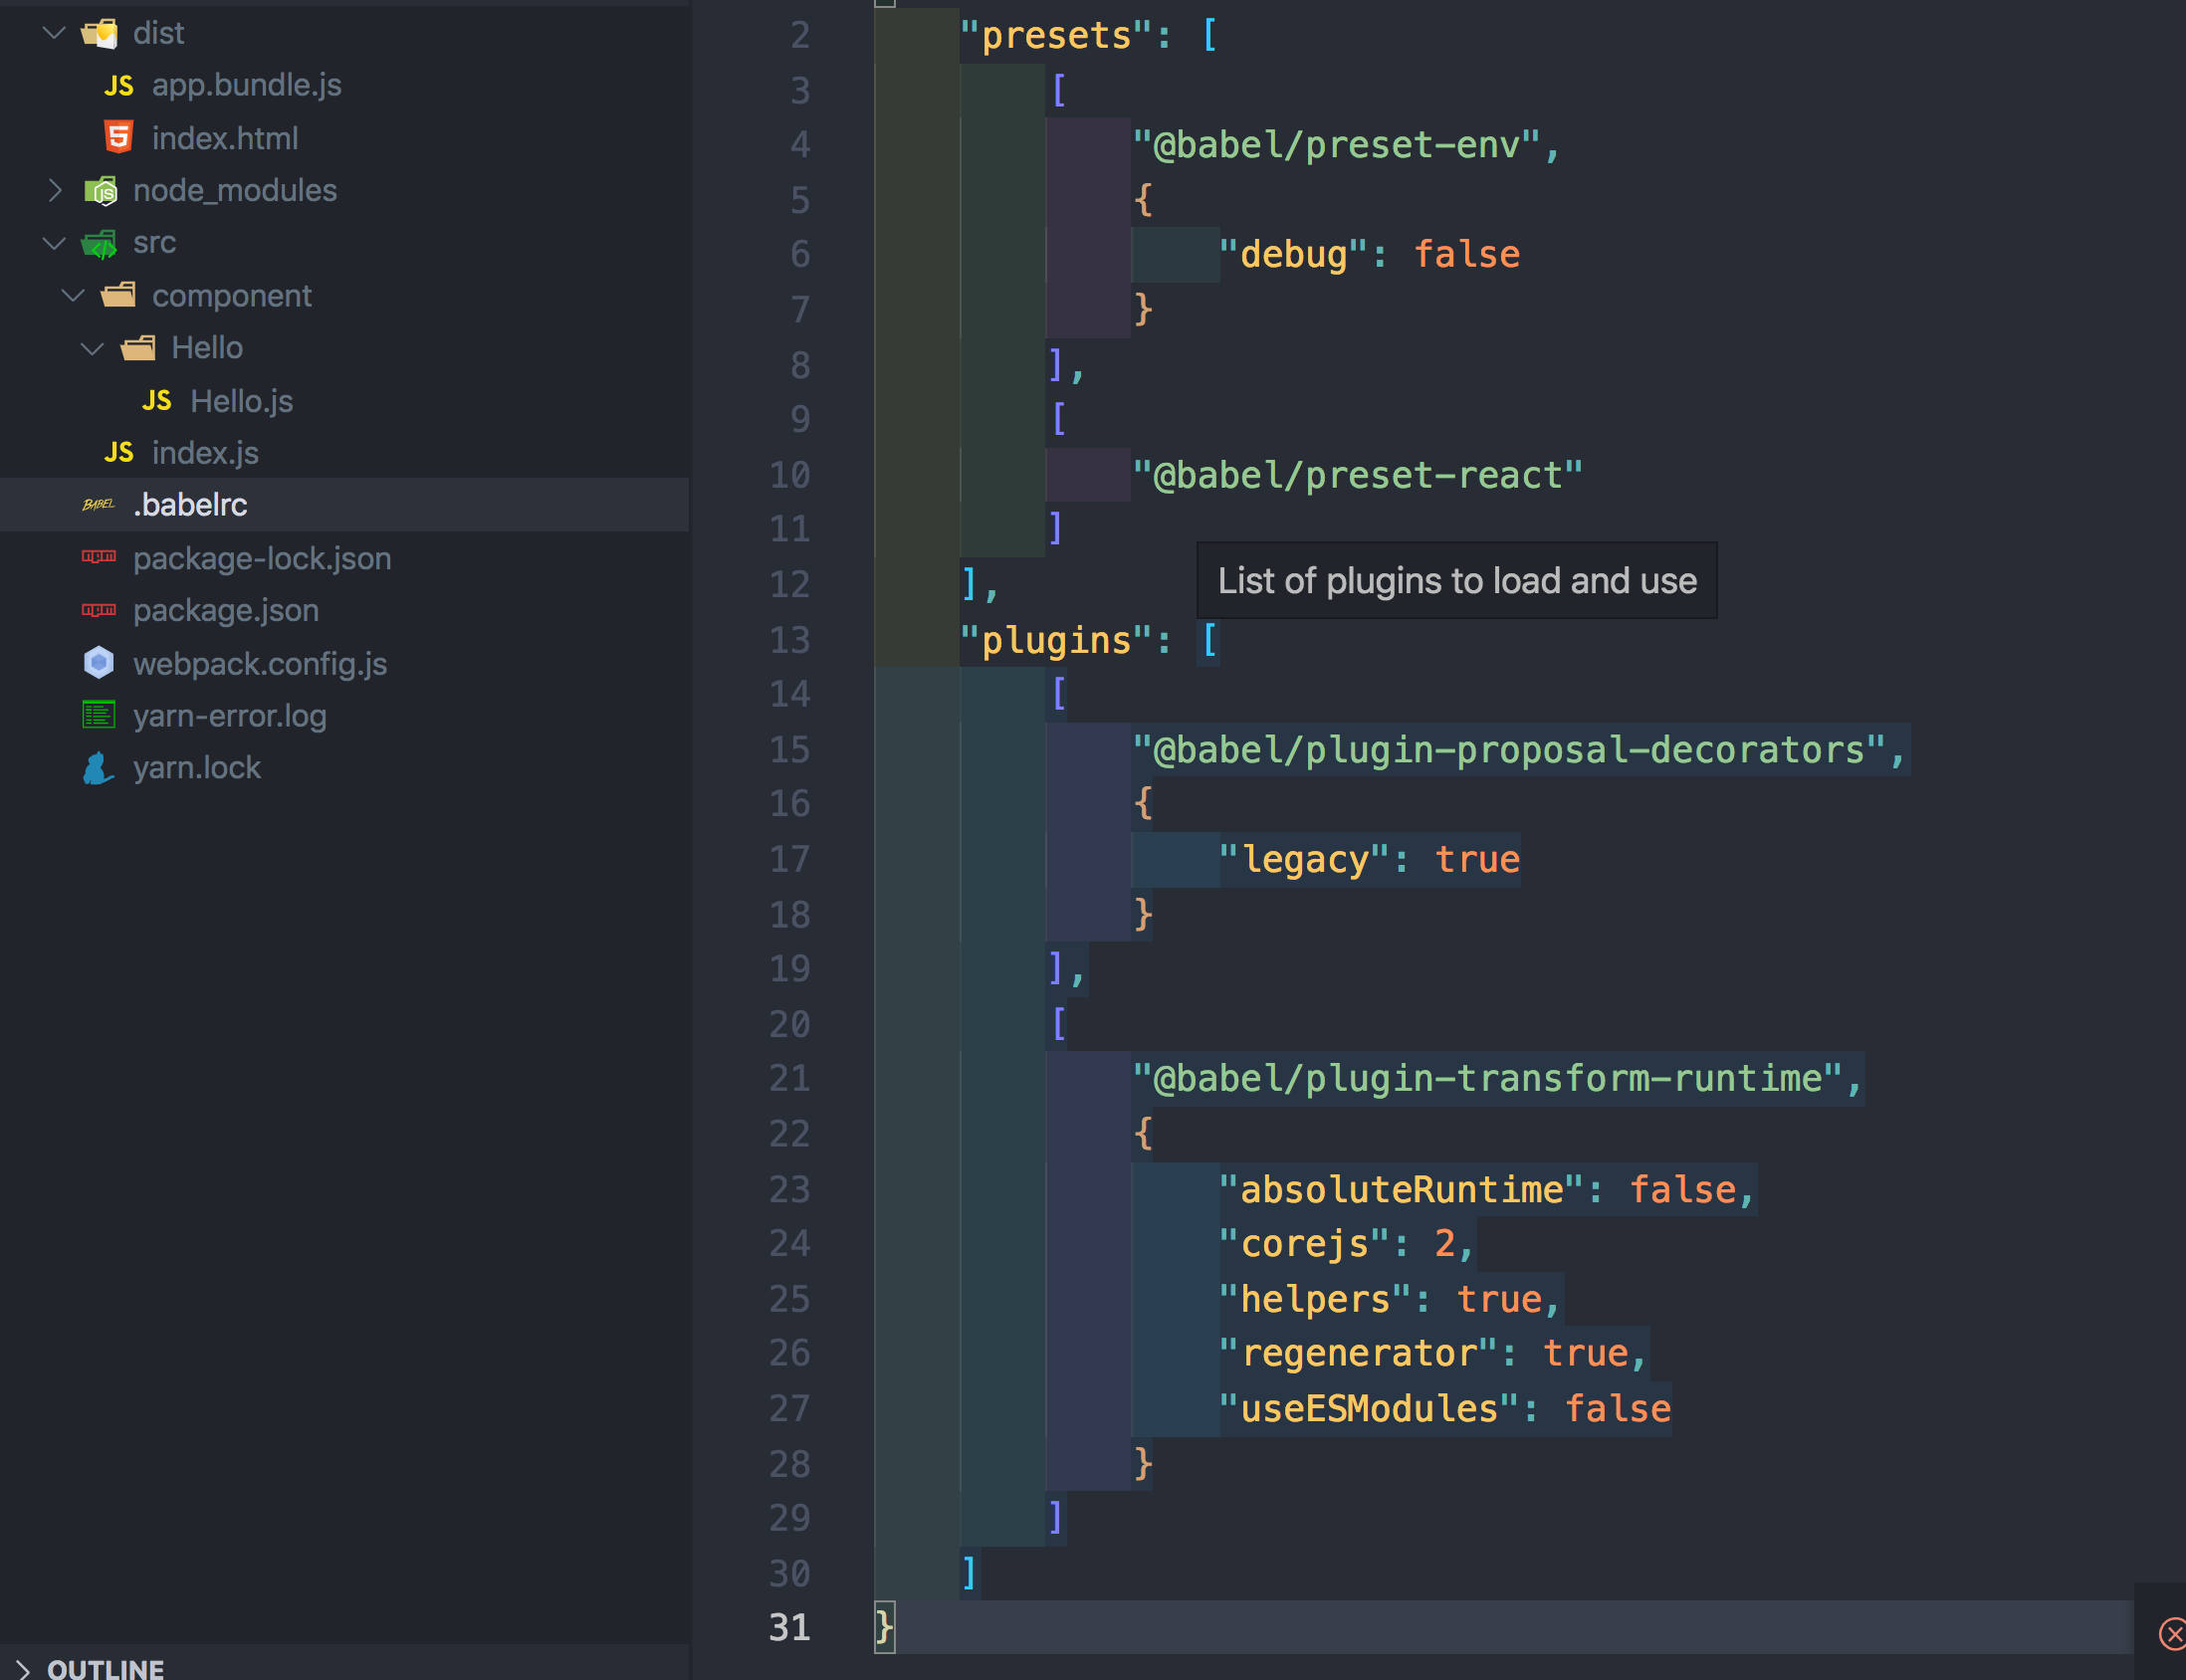 dist
JS app.bundle.js
5 index.html
JS node_modules
src
component
Hello
JS Hello.js
JS index.js
BABEL .babelrc
npm package-lock.json
npm package.json
webpack.config.js
yarn-error.log
yarn.lock
OUTLINE
2 "presets": [
3 [
4 "@babel/preset-env",
5 {
6 "debug": false
7 }
8 ],
9 [
10 "@babel/preset-react"
11 ]
12 ],
List of plugins to load and use
13 "plugins": [
14 [
15 "@babel/plugin-proposal-decorators",
16 {
17 "legacy": true
18 }
19 ],
20 [
21 "@babel/plugin-transform-runtime",
22 {
23 "absoluteRuntime": false,
24 "corejs": 2,
25 "helpers": true,
26 "regenerator": true,
27 "useESModules": false
28 }
29 ]
30 ]
31 }